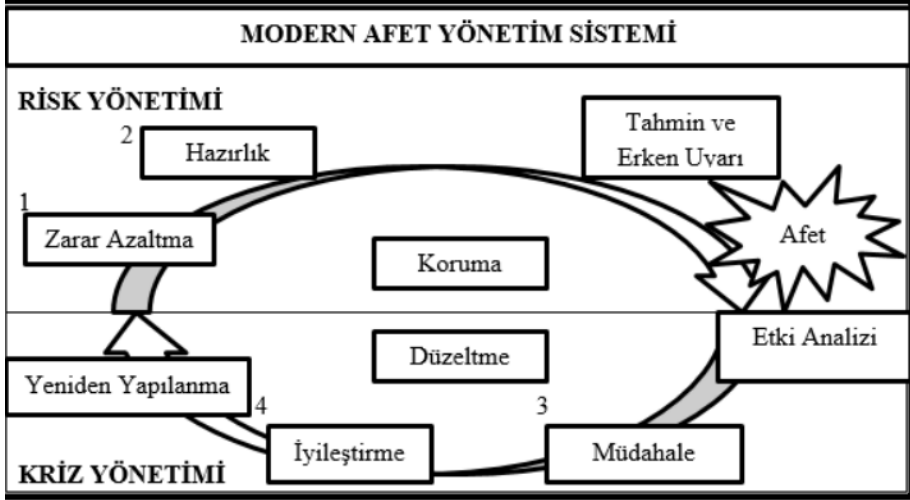 MODERN AFET YÖNETİM SİSTEMİ
RİSK YÖNETİMİ
2
Hazırlık
Tahmin ve
Erken Uyarı
1
Zarar Azaltma
Afet
Koruma
Etki Analizi
Düzeltme
Yeniden Yapılanma
4
3
İyileştirme
Müdahale
KRİZ YÖNETİMİ